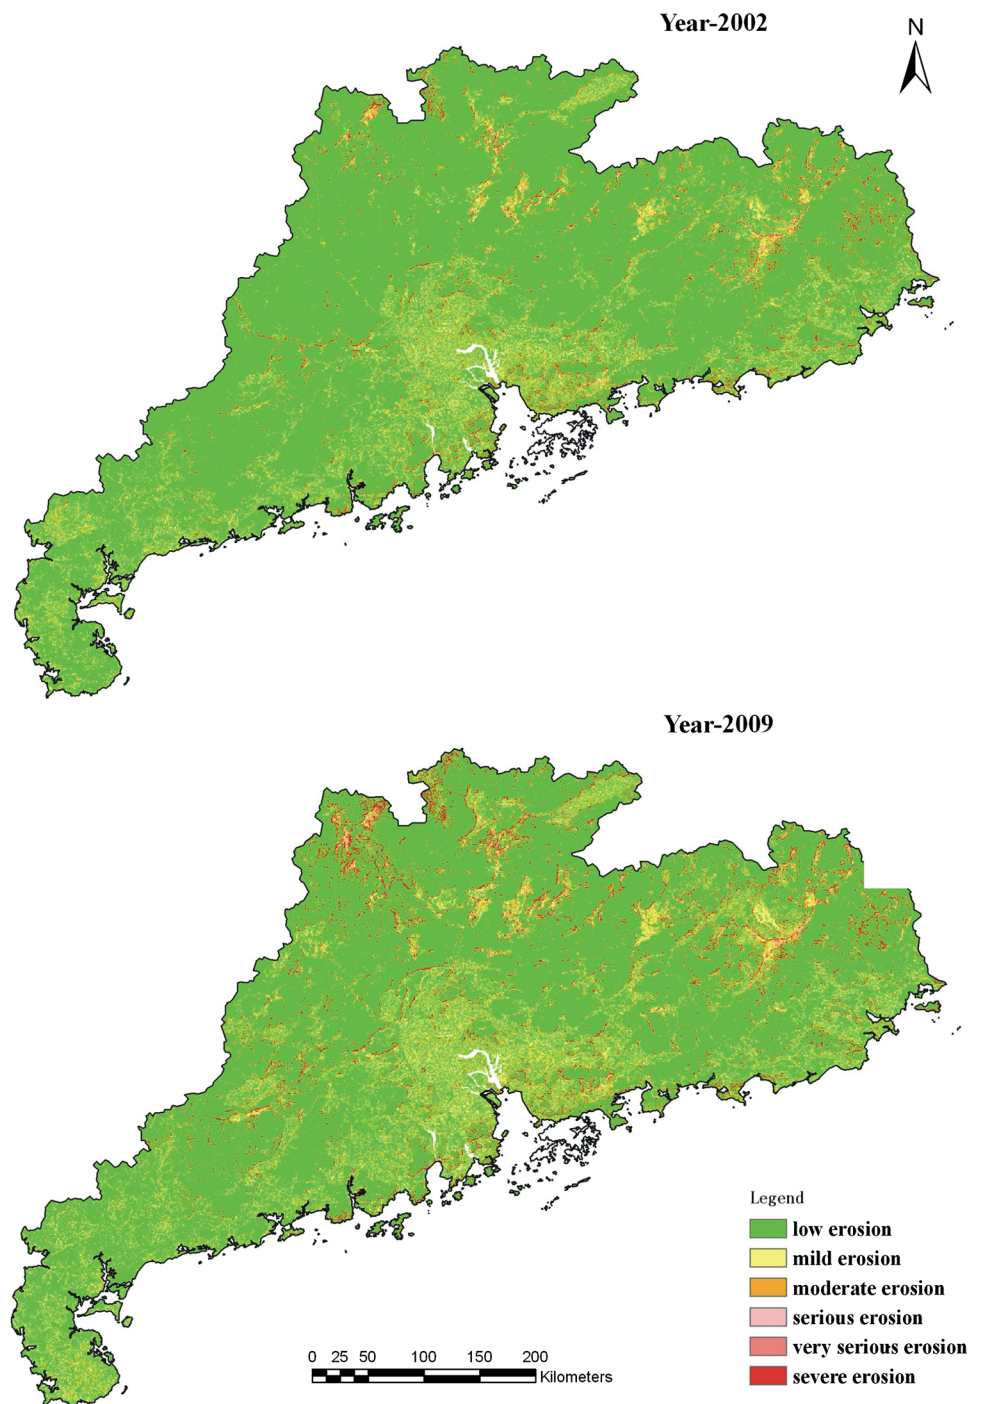 Year-2002
N
Year-2009
Legend
low erosion
mild erosion
moderate erosion
serious erosion
very serious erosion
severe erosion
0 25 50 100 150 200
Kilometers